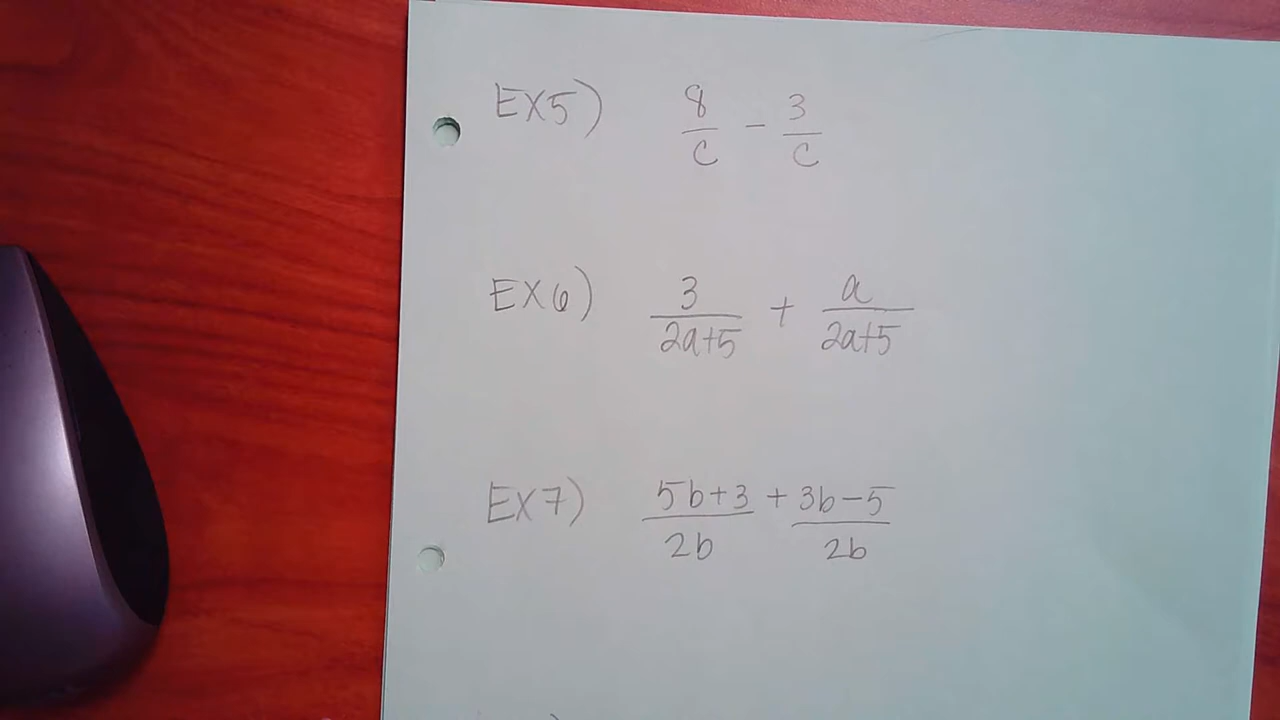 EX5) 8/c - 3/c
EX6) 3/(2a+5) + a/(2a+5)
EX7) (5b+3)/2b + (3b-5)/2b